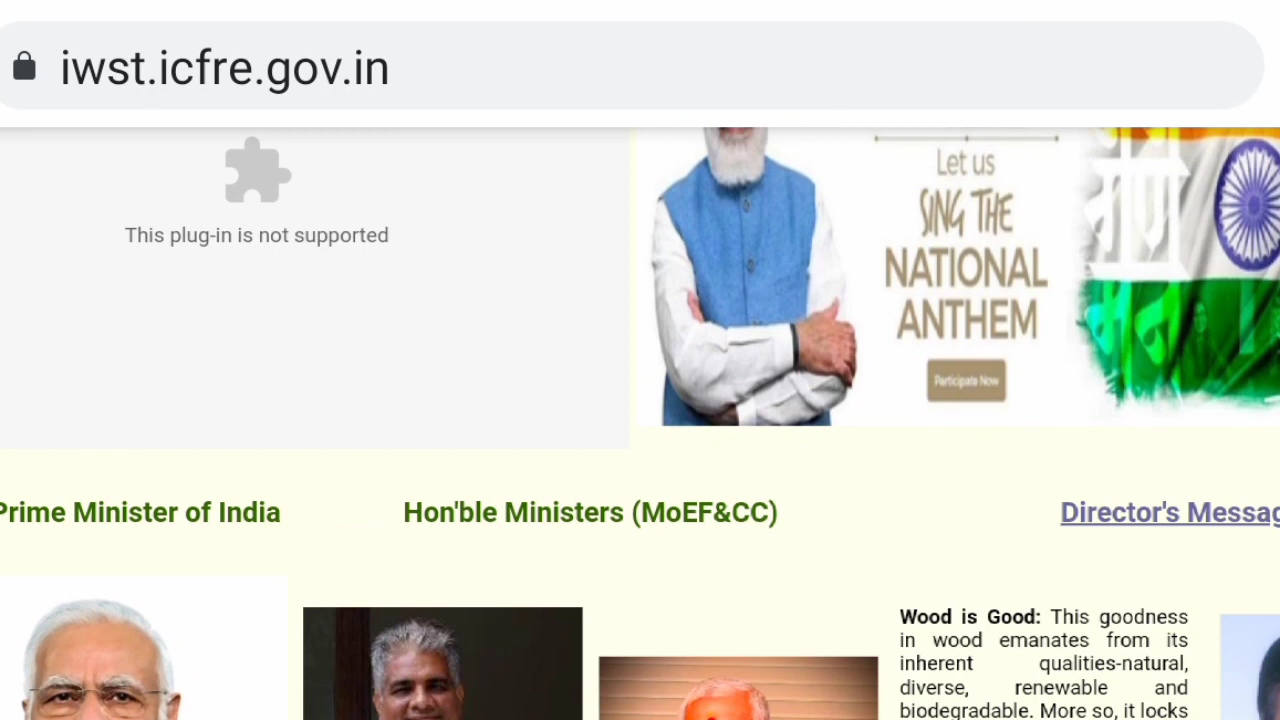 iwst.icfre.gov.in
This plug-in is not supported
Let us
SING THE
NATIONAL
ANTHEM
Participate Now
Prime Minister of India
Hon'ble Ministers (MoEF&CC)
Director's Messag
Wood is Good: This goodness
in wood emanates from its
inherent qualities-natural,
diverse, renewable and
biodegradable. More so, it locks